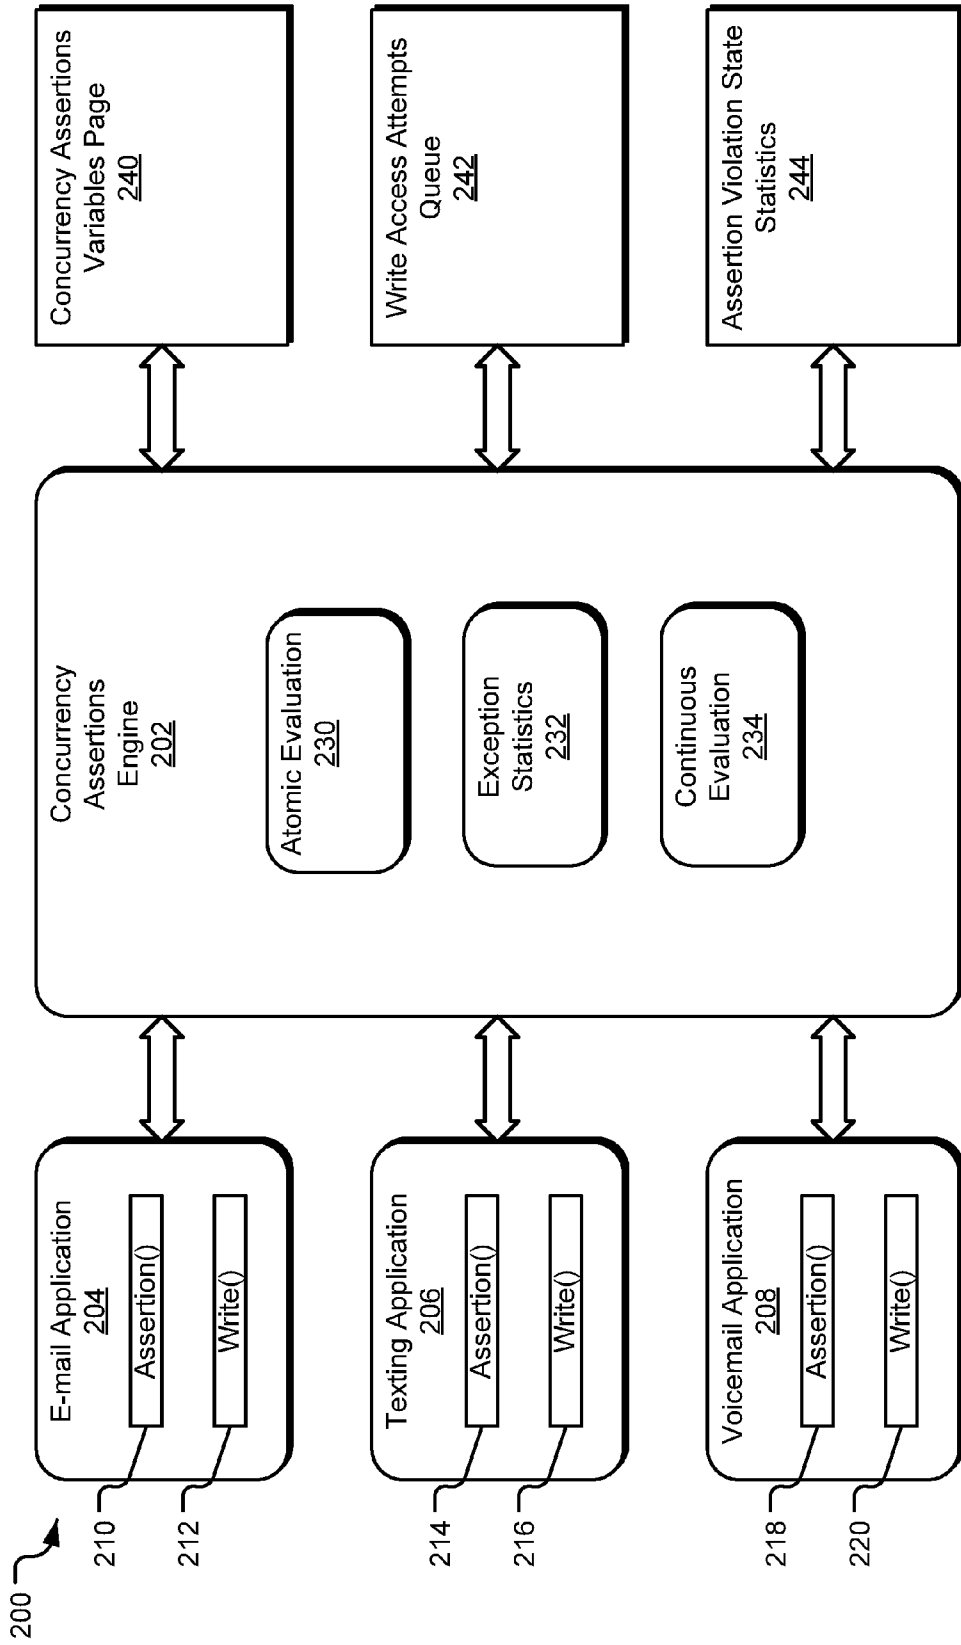 200
E-mail Application
204
210
Assertion()
212
Write()
Texting Application
206
214
Assertion()
216
Write()
Voicemail Application
208
218
Assertion()
220
Write()
Concurrency
Assertions
Engine
202
Atomic Evaluation
230
Exception
Statistics
232
Continuous
Evaluation
234
Concurrency Assertions
Variables Page
240
Write Access Attempts
Queue
242
Assertion Violation State
Statistics
244